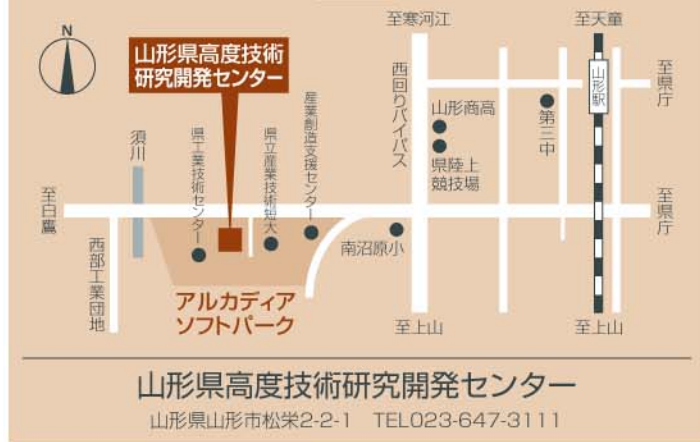 N
山形県高度技術
研究開発センター
至寒河江
至天童
西回りバイパス
山形駅
至県庁
山形商高
第三中
県陸上
競技場
須川
県工業技術センター
県立産業技術短大
産業創造支援センター
至白鷹
至県庁
西部工業団地
南沼原小
アルカディア
ソフトパーク
至上山
至上山
山形県高度技術研究開発センター
山形県山形市松栄2-2-1 TEL023-647-3111